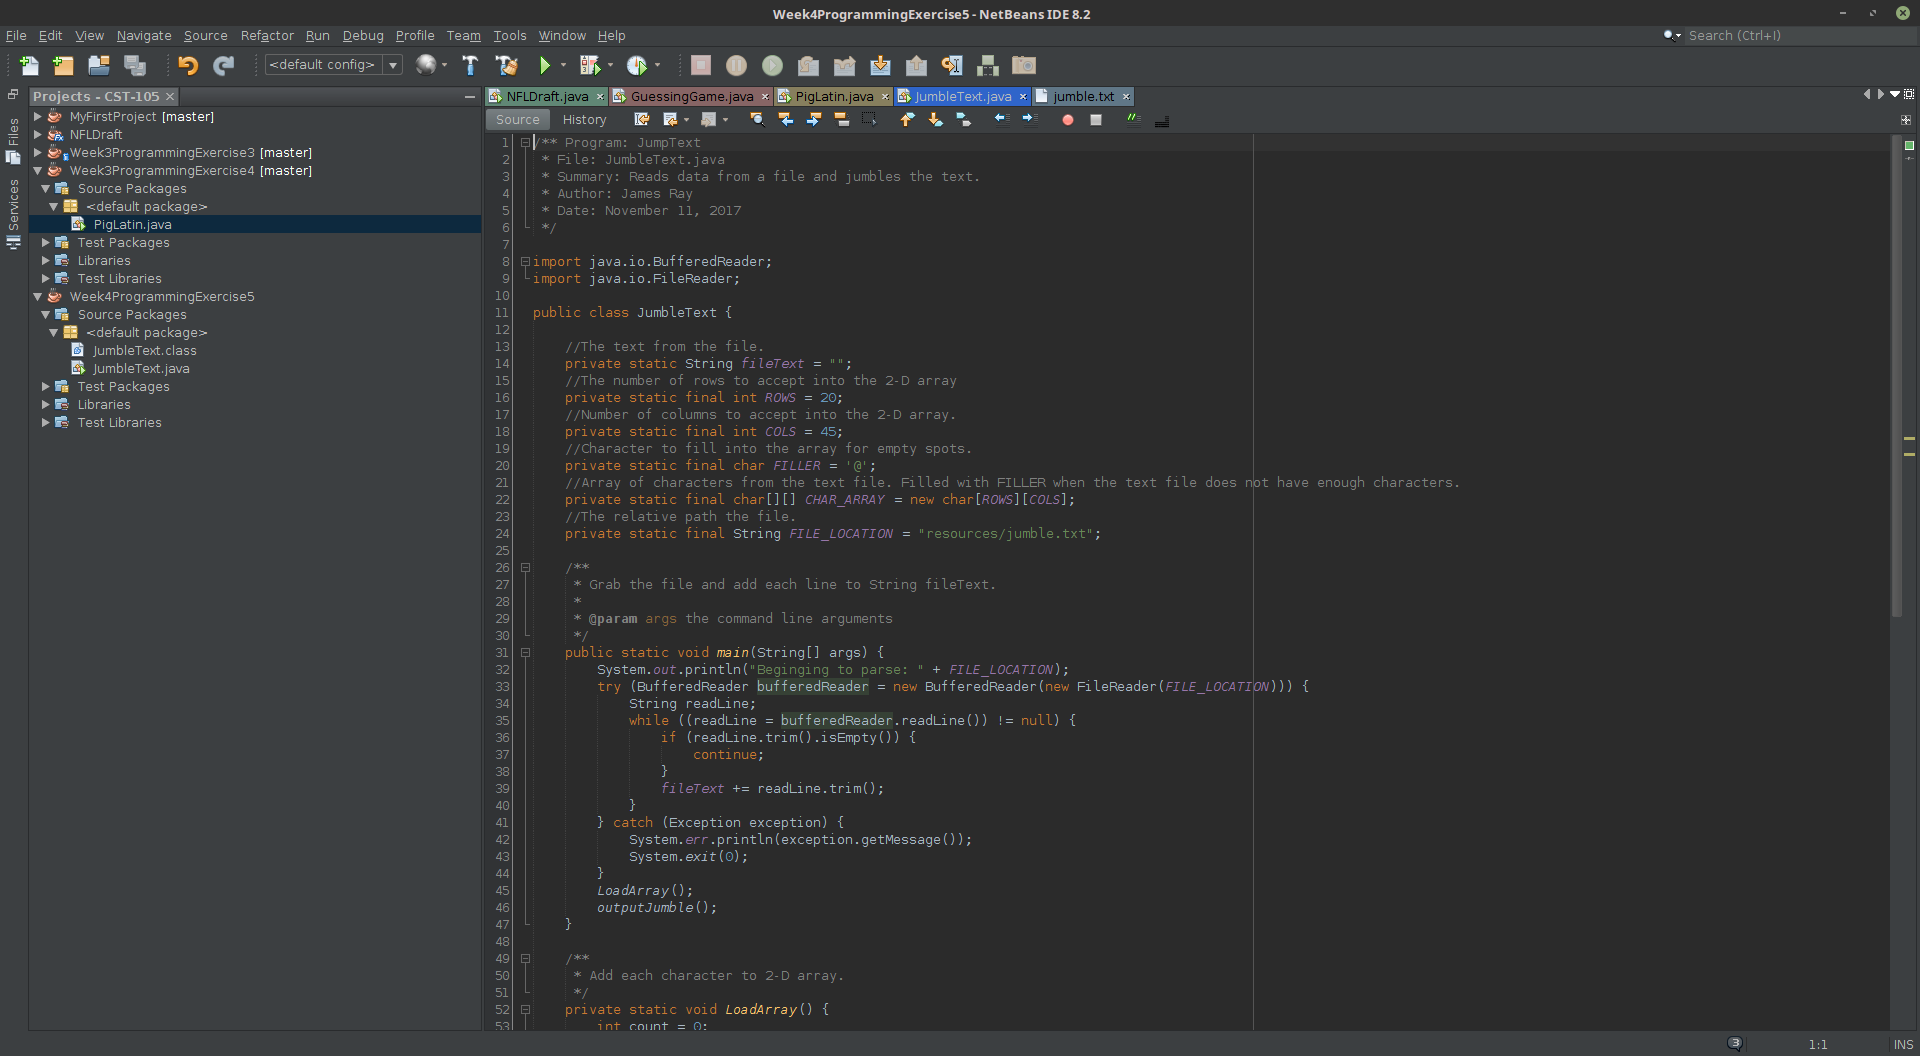 Week4ProgrammingExercise5 - NetBeans IDE 8.2
File Edit View Navigate Source Refactor Run Debug Profile Team Tools Window Help
Search (Ctrl+I)
<default config>
Projects - CST-105
Files
Services
MyFirstProject [master]
NFLDraft
Week3ProgrammingExercise3 [master]
Week3ProgrammingExercise4 [master]
Source Packages
<default package>
PigLatin.java
Test Packages
Libraries
Test Libraries
Week4ProgrammingExercise5
Source Packages
<default package>
JumbleText.class
JumbleText.java
Test Packages
Libraries
Test Libraries
NFLDraft.java GuessingGame.java PigLatin.java JumbleText.java jumble.txt
Source History
1 /** Program: JumpText
2  * File: JumbleText.java
3  * Summary: Reads data from a file and jumbles the text.
4  * Author: James Ray
5  * Date: November 11, 2017
6  */
7
8 import java.io.BufferedReader;
9 import java.io.FileReader;
10
11 public class JumbleText {
12
13     //The text from the file.
14     private static String fileText = "";
15     //The number of rows to accept into the 2-D array
16     private static final int ROWS = 20;
17     //Number of columns to accept into the 2-D array.
18     private static final int COLS = 45;
19     //Character to fill into the array for empty spots.
20     private static final char FILLER = '@';
21     //Array of characters from the text file. Filled with FILLER when the text file does not have enough characters.
22     private static final char[][] CHAR_ARRAY = new char[ROWS][COLS];
23     //The relative path the file.
24     private static final String FILE_LOCATION = "resources/jumble.txt";
25
26     /**
27      * Grab the file and add each line to String fileText.
28      *
29      * @param args the command line arguments
30      */
31     public static void main(String[] args) {
32         System.out.println("Beginging to parse: " + FILE_LOCATION);
33         try (BufferedReader bufferedReader = new BufferedReader(new FileReader(FILE_LOCATION))) {
34             String readLine;
35             while ((readLine = bufferedReader.readLine()) != null) {
36                 if (readLine.trim().isEmpty()) {
37                     continue;
38                 }
39                 fileText += readLine.trim();
40             }
41         } catch (Exception exception) {
42             System.err.println(exception.getMessage());
43             System.exit(0);
44         }
45         LoadArray();
46         outputJumble();
47     }
48
49     /**
50      * Add each character to 2-D array.
51      */
52     private static void LoadArray() {
53         int count = 0;
3
1:1
INS